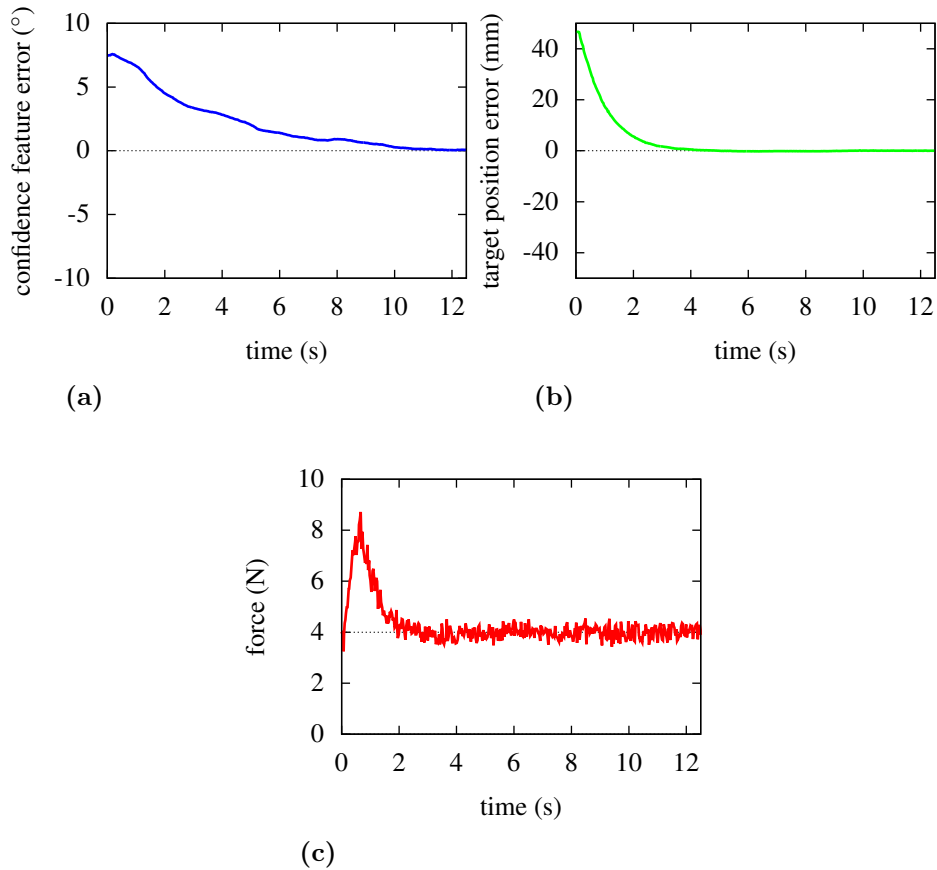 confidence feature error (°)
10
5
0
-5
-10
0 2 4 6 8 10 12
time (s)
(a)
target position error (mm)
40
20
0
-20
-40
0 2 4 6 8 10 12
time (s)
(b)
force (N)
10
8
6
4
2
0
0 2 4 6 8 10 12
time (s)
(c)